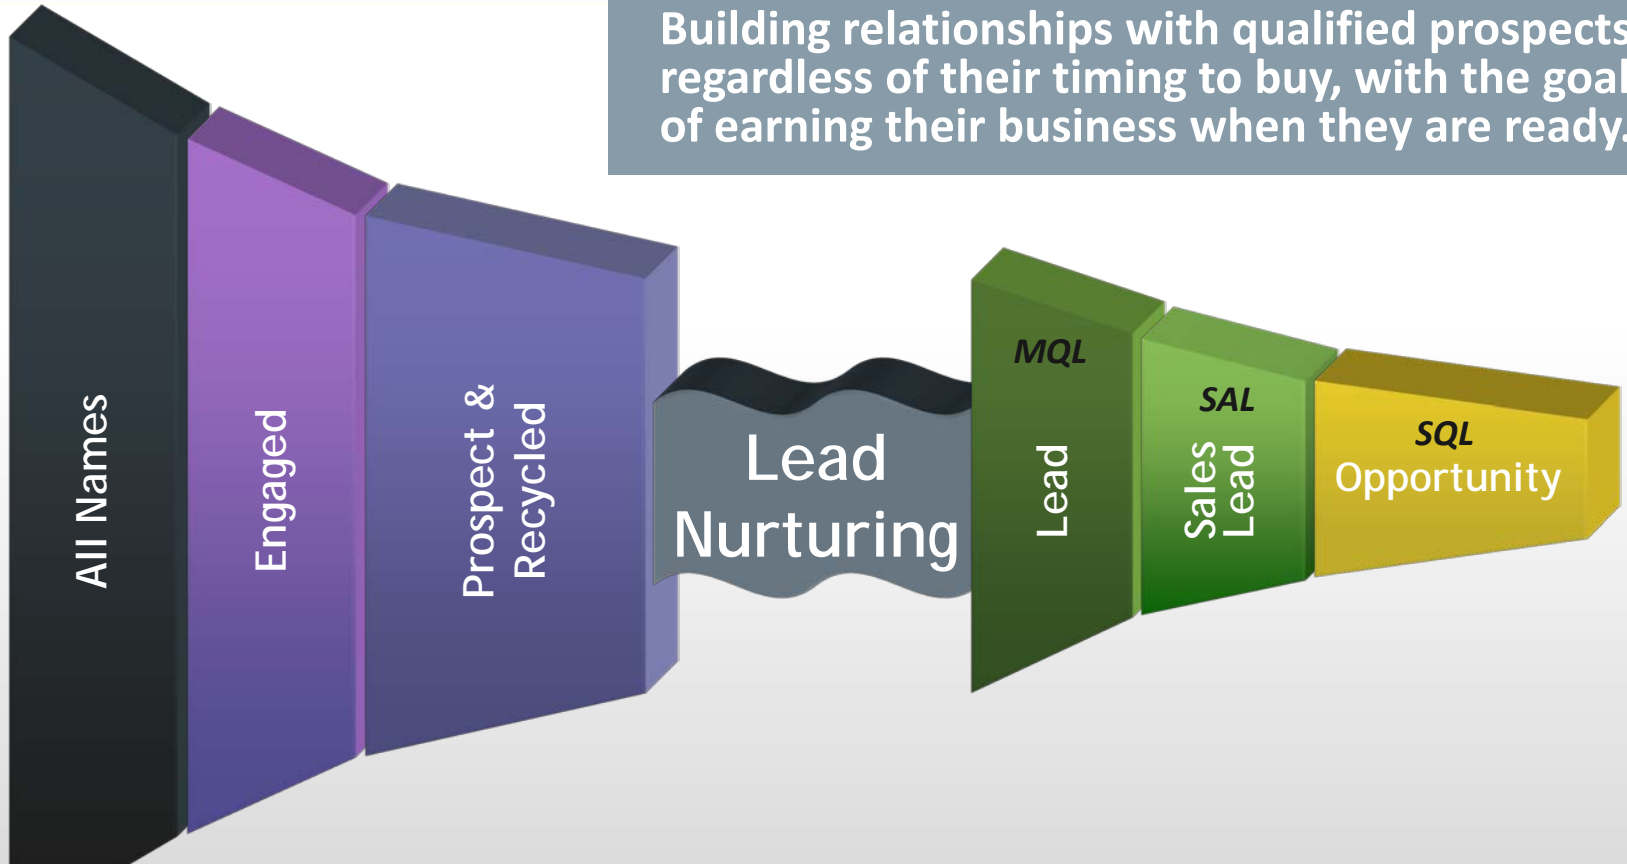 Building relationships with qualified prospects
regardless of their timing to buy, with the goal
of earning their business when they are ready.
All Names
Engaged
Prospect &
Recycled
Lead
Nurturing
MQL
Lead
SAL
Sales
Lead
SQL
Opportunity